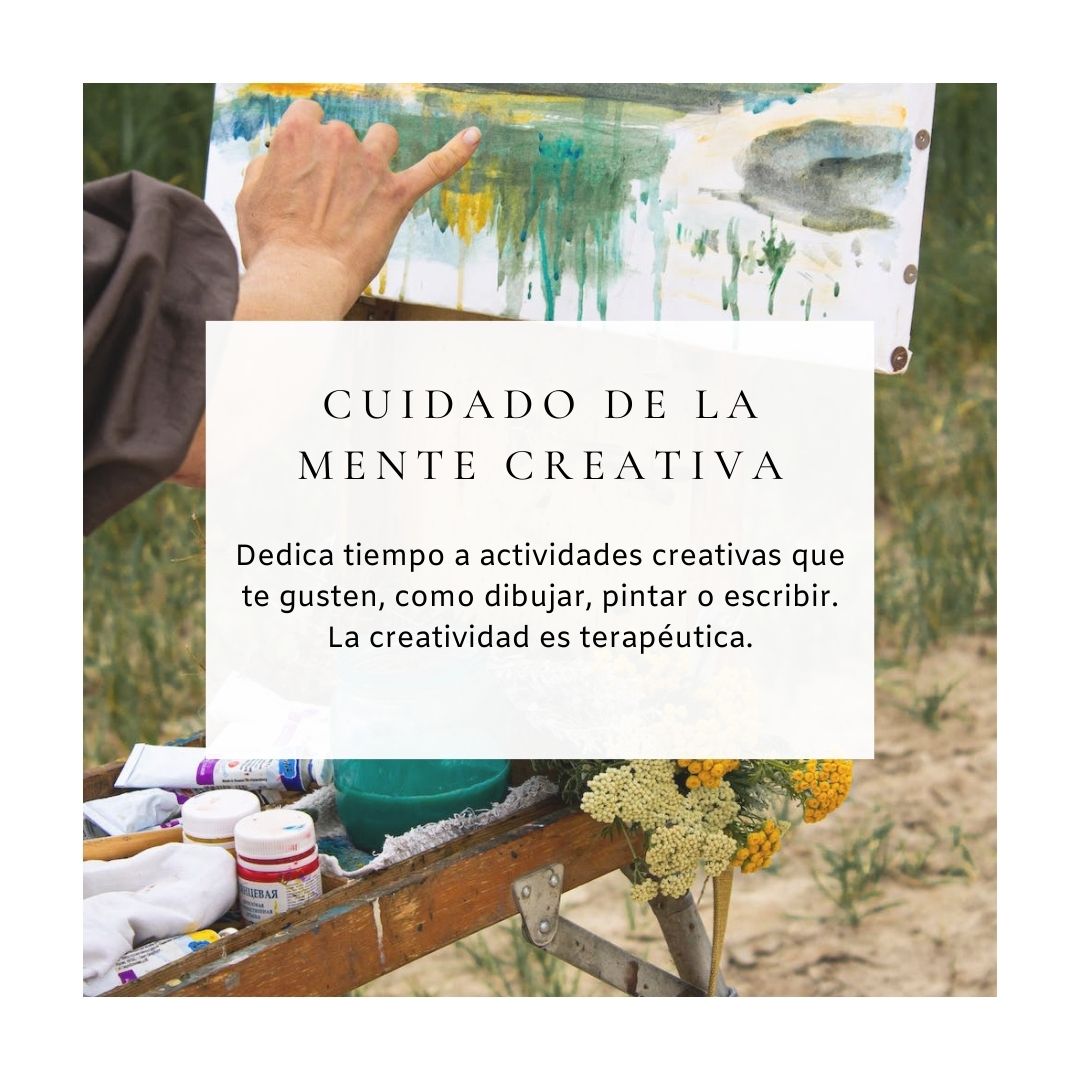 CUIDADO DE LA
MENTE CREATIVA
Dedica tiempo a actividades creativas que
te gusten, como dibujar, pintar o escribir.
La creatividad es terapéutica.